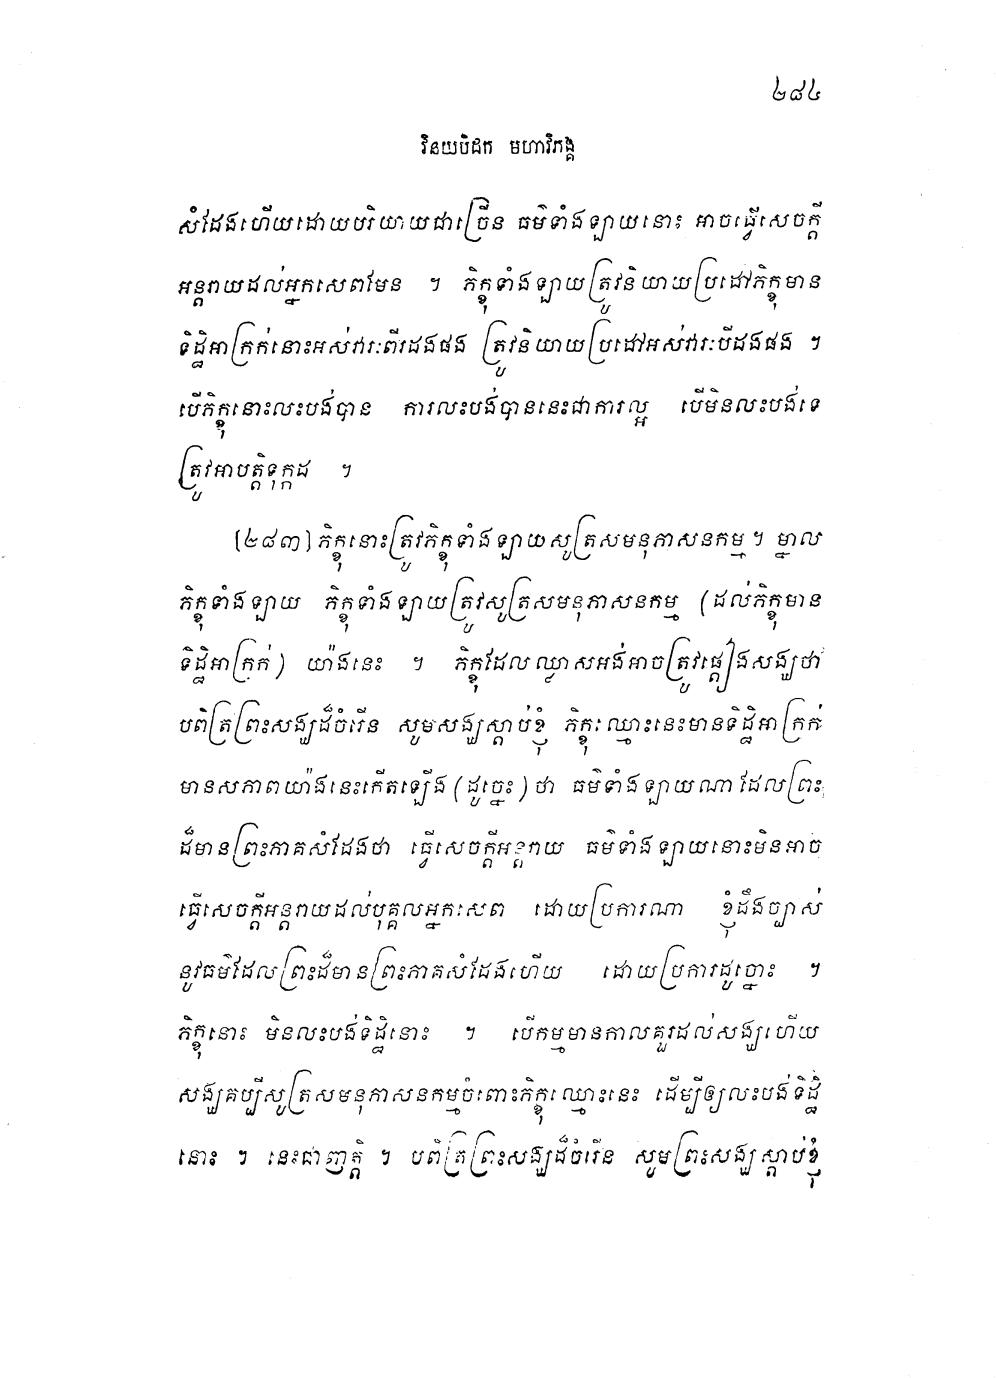 ២៨៤
វិនយបិដក មហាវិភង្គ
សំដែងហើយដោយបរិយាយជាច្រើន ធម៌ទាំងឡាយនោះ អាចធ្វើសេចក្តី
អន្តរាយដល់អ្នកសេពមែន ។ ភិក្ខុទាំងឡាយត្រូវនិយាយប្រដៅភិក្ខុមាន
ទិដ្ឋិអាក្រក់នោះអស់វារៈពីរដងផង ត្រូវនិយាយប្រដៅអស់វារៈបីដងផង ។
បើភិក្ខុនោះលះបង់បាន ការលះបង់បាននេះជាការល្អ បើមិនលះបង់ទេ
ត្រូវអាបត្តិទុក្កដ ។
[២៨៣] ភិក្ខុនោះត្រូវភិក្ខុទាំងឡាយសូត្រសមនុភាសនកម្ម ។ ម្នាល
ភិក្ខុទាំងឡាយ ភិក្ខុទាំងឡាយត្រូវសូត្រសមនុភាសនកម្ម (ដល់ភិក្ខុមាន
ទិដ្ឋិអាក្រក់) យ៉ាងនេះ ។ ភិក្ខុដែលឈ្លាសអង់អាចត្រូវផ្តៀងសង្ឃថា
បពិត្រព្រះសង្ឃដ៏ចំរើន សូមសង្ឃស្តាប់ខ្ញុំ ភិក្ខុឈ្មោះនេះមានទិដ្ឋិអាក្រក់
មានសភាពយ៉ាងនេះកើតឡើង (ដូច្នេះ) ថា ធម៌ទាំងឡាយណា ដែលព្រះ
ដ៏មានព្រះភាគសំដែងថា ធ្វើសេចក្តីអន្តរាយ ធម៌ទាំងឡាយនោះមិនអាច
ធ្វើសេចក្តីអន្តរាយដល់បុគ្គលអ្នកសេព ដោយប្រការណា ខ្ញុំដឹងច្បាស់
នូវធម៌ដែលព្រះដ៏មានព្រះភាគសំដែងហើយ ដោយប្រការដូច្នោះ ។
ភិក្ខុនោះ មិនលះបង់ទិដ្ឋិនោះ ។ បើកម្មមានកាលគួរដល់សង្ឃហើយ
សង្ឃគប្បីសូត្រសមនុភាសនកម្មចំពោះភិក្ខុឈ្មោះនេះ ដើម្បីឲ្យលះបង់ទិដ្ឋិ
នោះ ។ នេះជាញត្តិ ។ បពិត្រព្រះសង្ឃដ៏ចំរើន សូមព្រះសង្ឃស្តាប់ខ្ញុំ